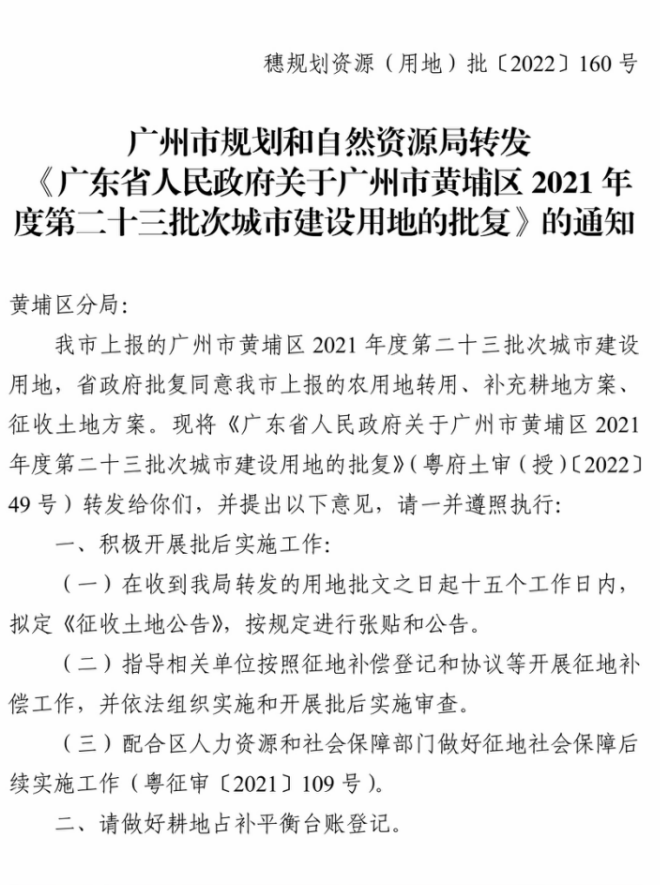 穗规划资源（用地）批〔2022〕160 号
广州市规划和自然资源局转发
《广东省人民政府关于广州市黄埔区 2021 年
度第二十三批次城市建设用地的批复》的通知
黄埔区分局：
我市上报的广州市黄埔区 2021 年度第二十三批次城市建设
用地，省政府批复同意我市上报的农用地转用、补充耕地方案、
征收土地方案。现将《广东省人民政府关于广州市黄埔区 2021
年度第二十三批次城市建设用地的批复》（粤府土审（授）〔2022〕
49 号）转发给你们，并提出以下意见，请一并遵照执行：
一、积极开展批后实施工作：
（一）在收到我局转发的用地批文之日起十五个工作日内，
拟定《征收土地公告》，按规定进行张贴和公告。
（二）指导相关单位按照征地补偿登记和协议等开展征地补
偿工作，并依法组织实施和开展批后实施审查。
（三）配合区人力资源和社会保障部门做好征地社会保障后
续实施工作（粤征审〔2021〕109 号）。
二、请做好耕地占补平衡台账登记。